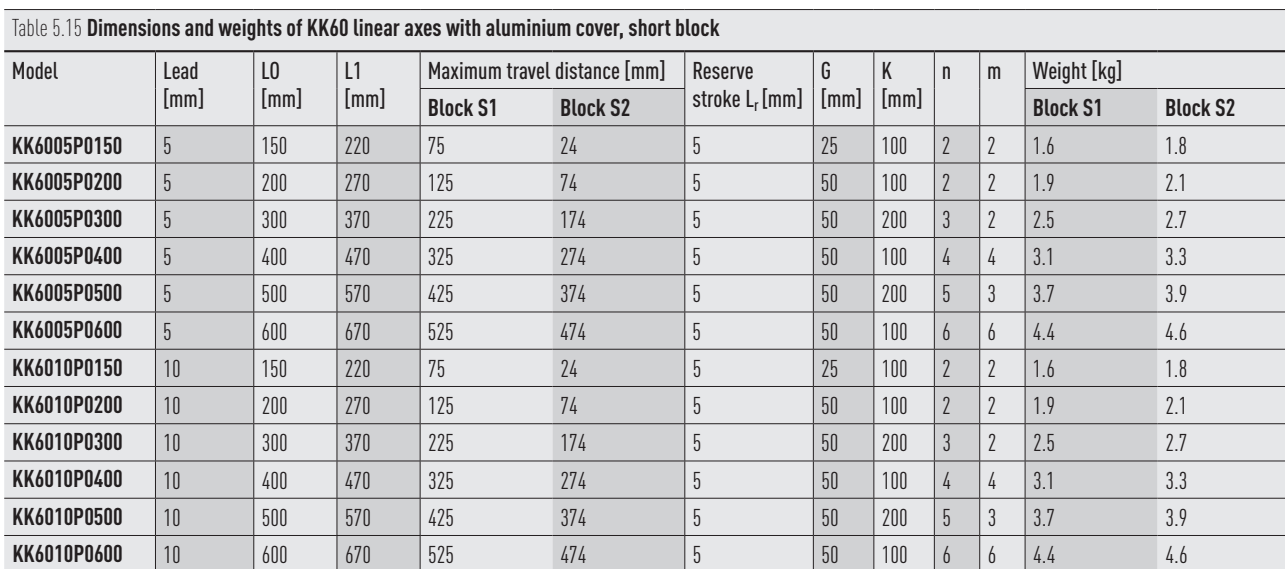 Table 5.15 Dimensions and weights of KK60 linear axes with aluminium cover, short block
Model Lead [mm] L0 [mm] L1 [mm] Maximum travel distance [mm] Reserve stroke Lr [mm] G [mm] K [mm] n m Weight [kg]
Block S1 Block S2 Block S1 Block S2
KK6005P0150 5 150 220 75 24 5 25 100 2 2 1.6 1.8
KK6005P0200 5 200 270 125 74 5 50 100 2 2 1.9 2.1
KK6005P0300 5 300 370 225 174 5 50 200 3 2 2.5 2.7
KK6005P0400 5 400 470 325 274 5 50 100 4 4 3.1 3.3
KK6005P0500 5 500 570 425 374 5 50 200 5 3 3.7 3.9
KK6005P0600 5 600 670 525 474 5 50 100 6 6 4.4 4.6
KK6010P0150 10 150 220 75 24 5 25 100 2 2 1.6 1.8
KK6010P0200 10 200 270 125 74 5 50 100 2 2 1.9 2.1
KK6010P0300 10 300 370 225 174 5 50 200 3 2 2.5 2.7
KK6010P0400 10 400 470 325 274 5 50 100 4 4 3.1 3.3
KK6010P0500 10 500 570 425 374 5 50 200 5 3 3.7 3.9
KK6010P0600 10 600 670 525 474 5 50 100 6 6 4.4 4.6